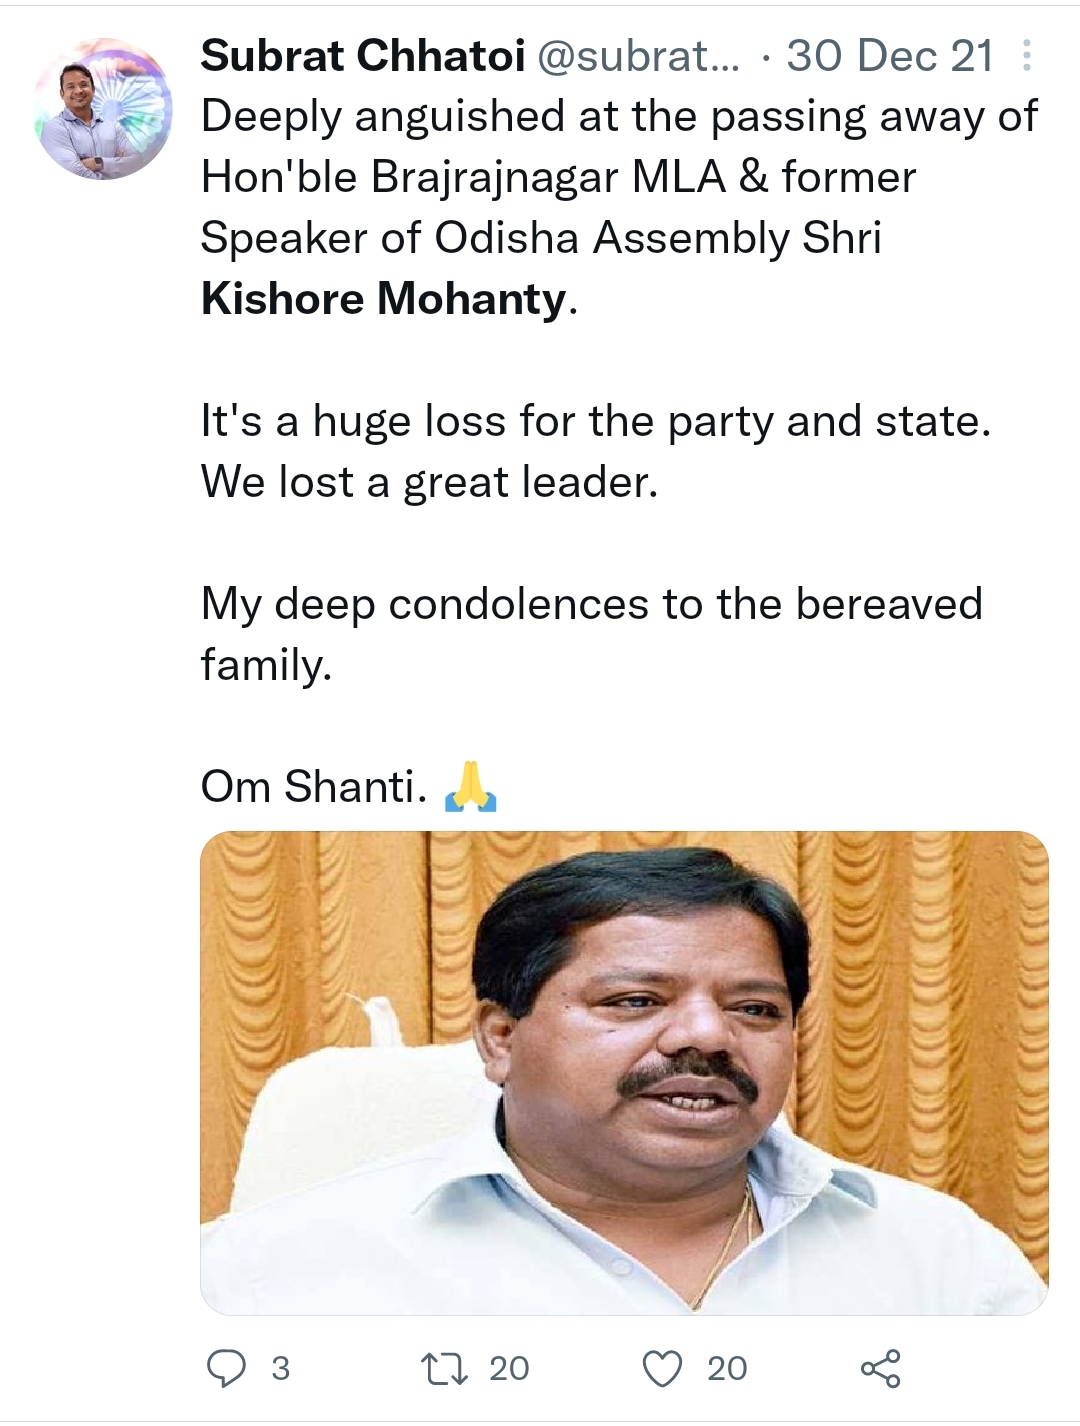 Subrat Chhatoi @subrat... · 30 Dec 21
Deeply anguished at the passing away of
Hon'ble Brajrajnagar MLA & former
Speaker of Odisha Assembly Shri
Kishore Mohanty.
It's a huge loss for the party and state.
We lost a great leader.
My deep condolences to the bereaved
family.
Om Shanti. 🙏
3 20 20